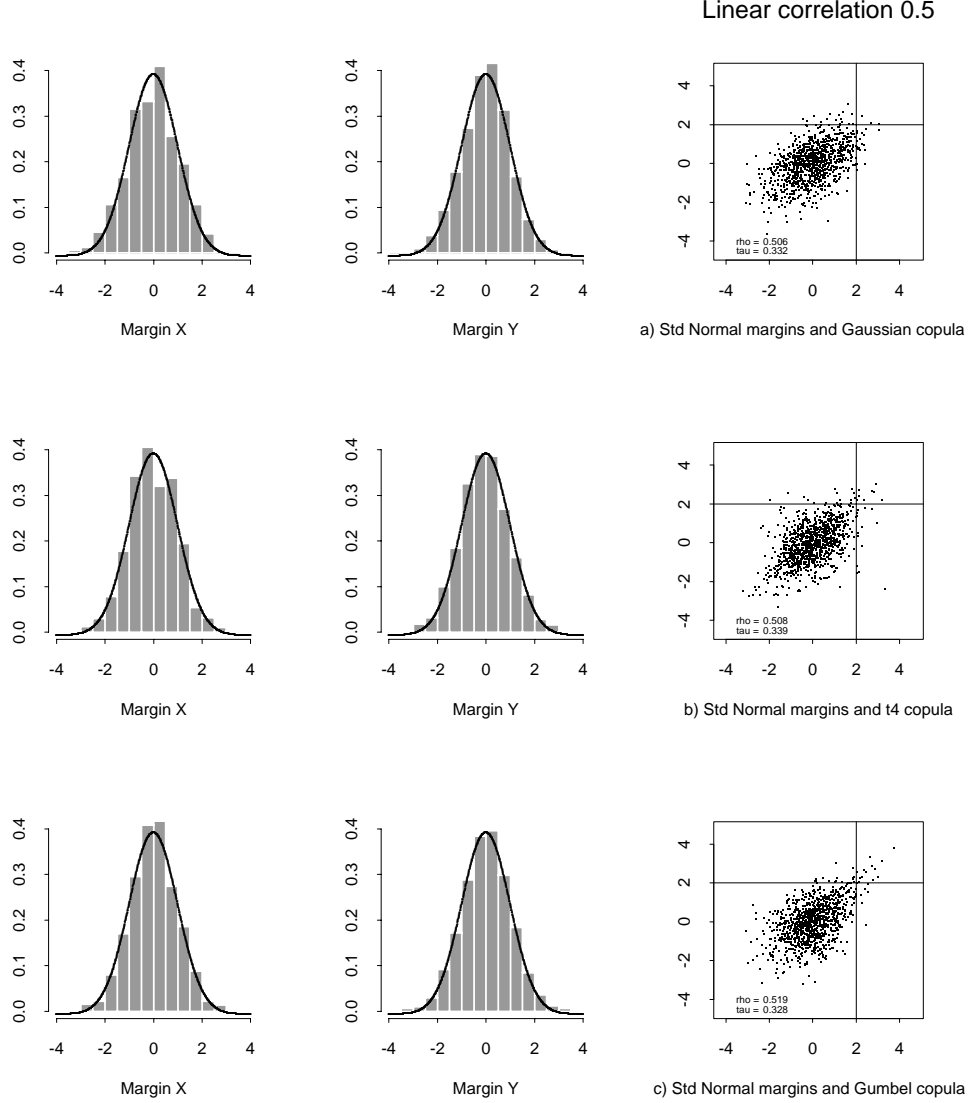 Linear correlation 0.5
0.0 0.1 0.2 0.3 0.4
-4 -2 0 2 4
Margin X
0.0 0.1 0.2 0.3 0.4
-4 -2 0 2 4
Margin Y
-4 -2 0 2 4
rho = 0.506
tau = 0.332
-4 -2 0 2 4
a) Std Normal margins and Gaussian copula
0.0 0.1 0.2 0.3 0.4
-4 -2 0 2 4
Margin X
0.0 0.1 0.2 0.3 0.4
-4 -2 0 2 4
Margin Y
-4 -2 0 2 4
rho = 0.508
tau = 0.339
-4 -2 0 2 4
b) Std Normal margins and t4 copula
0.0 0.1 0.2 0.3 0.4
-4 -2 0 2 4
Margin X
0.0 0.1 0.2 0.3 0.4
-4 -2 0 2 4
Margin Y
-4 -2 0 2 4
rho = 0.519
tau = 0.328
-4 -2 0 2 4
c) Std Normal margins and Gumbel copula